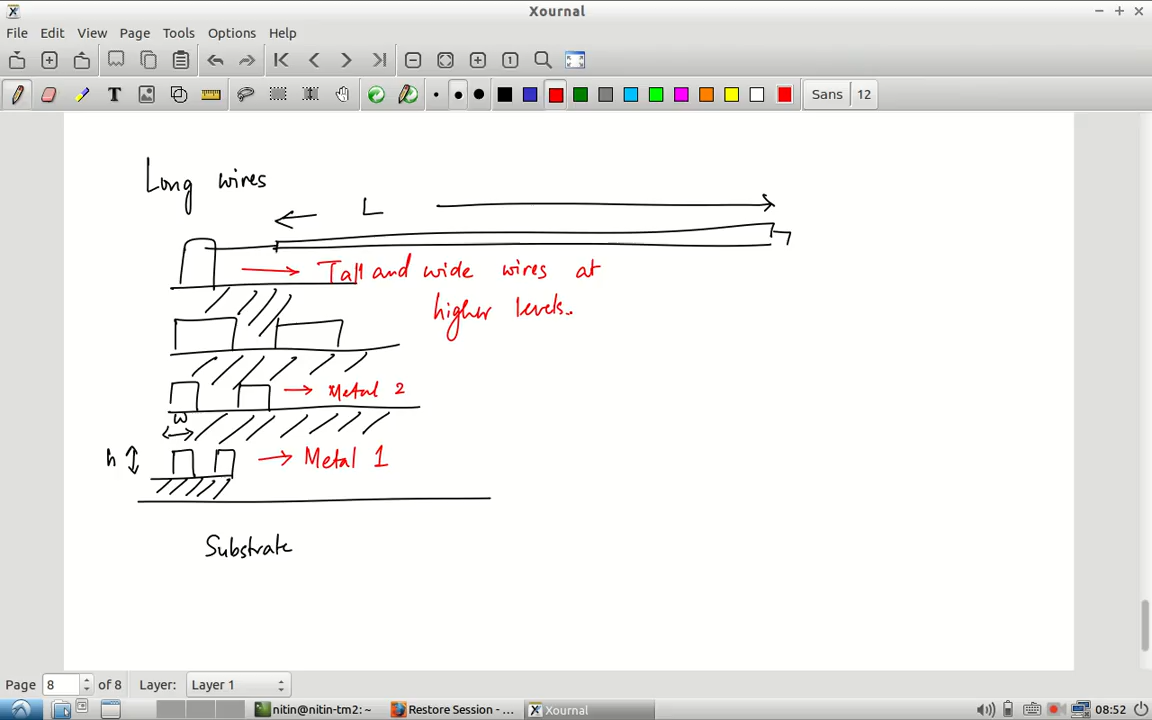 Xournal
File Edit View Page Tools Options Help
Sans 12
Long wires
L
Tall and wide wires at
higher levels..
Metal 2
w
h
Metal 1
Substrate
Page 8 of 8 Layer: Layer 1
nitin@nitin-tm2: ~ Restore Session - ... Xournal 08:52